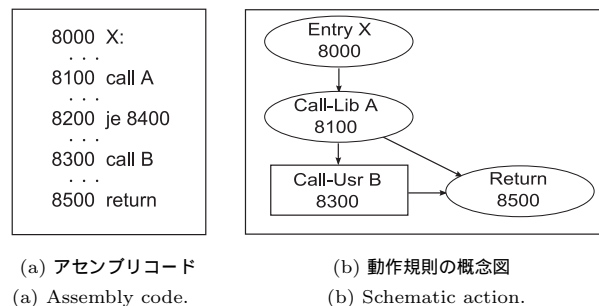 8000 X:
. . .
8100 call A
. . .
8200 je 8400
. . .
8300 call B
. . .
8500 return
Entry X
8000
Call-Lib A
8100
Call-Usr B
8300
Return
8500
(a) アセンブリコード
(a) Assembly code.
(b) 動作規則の概念図
(b) Schematic action.